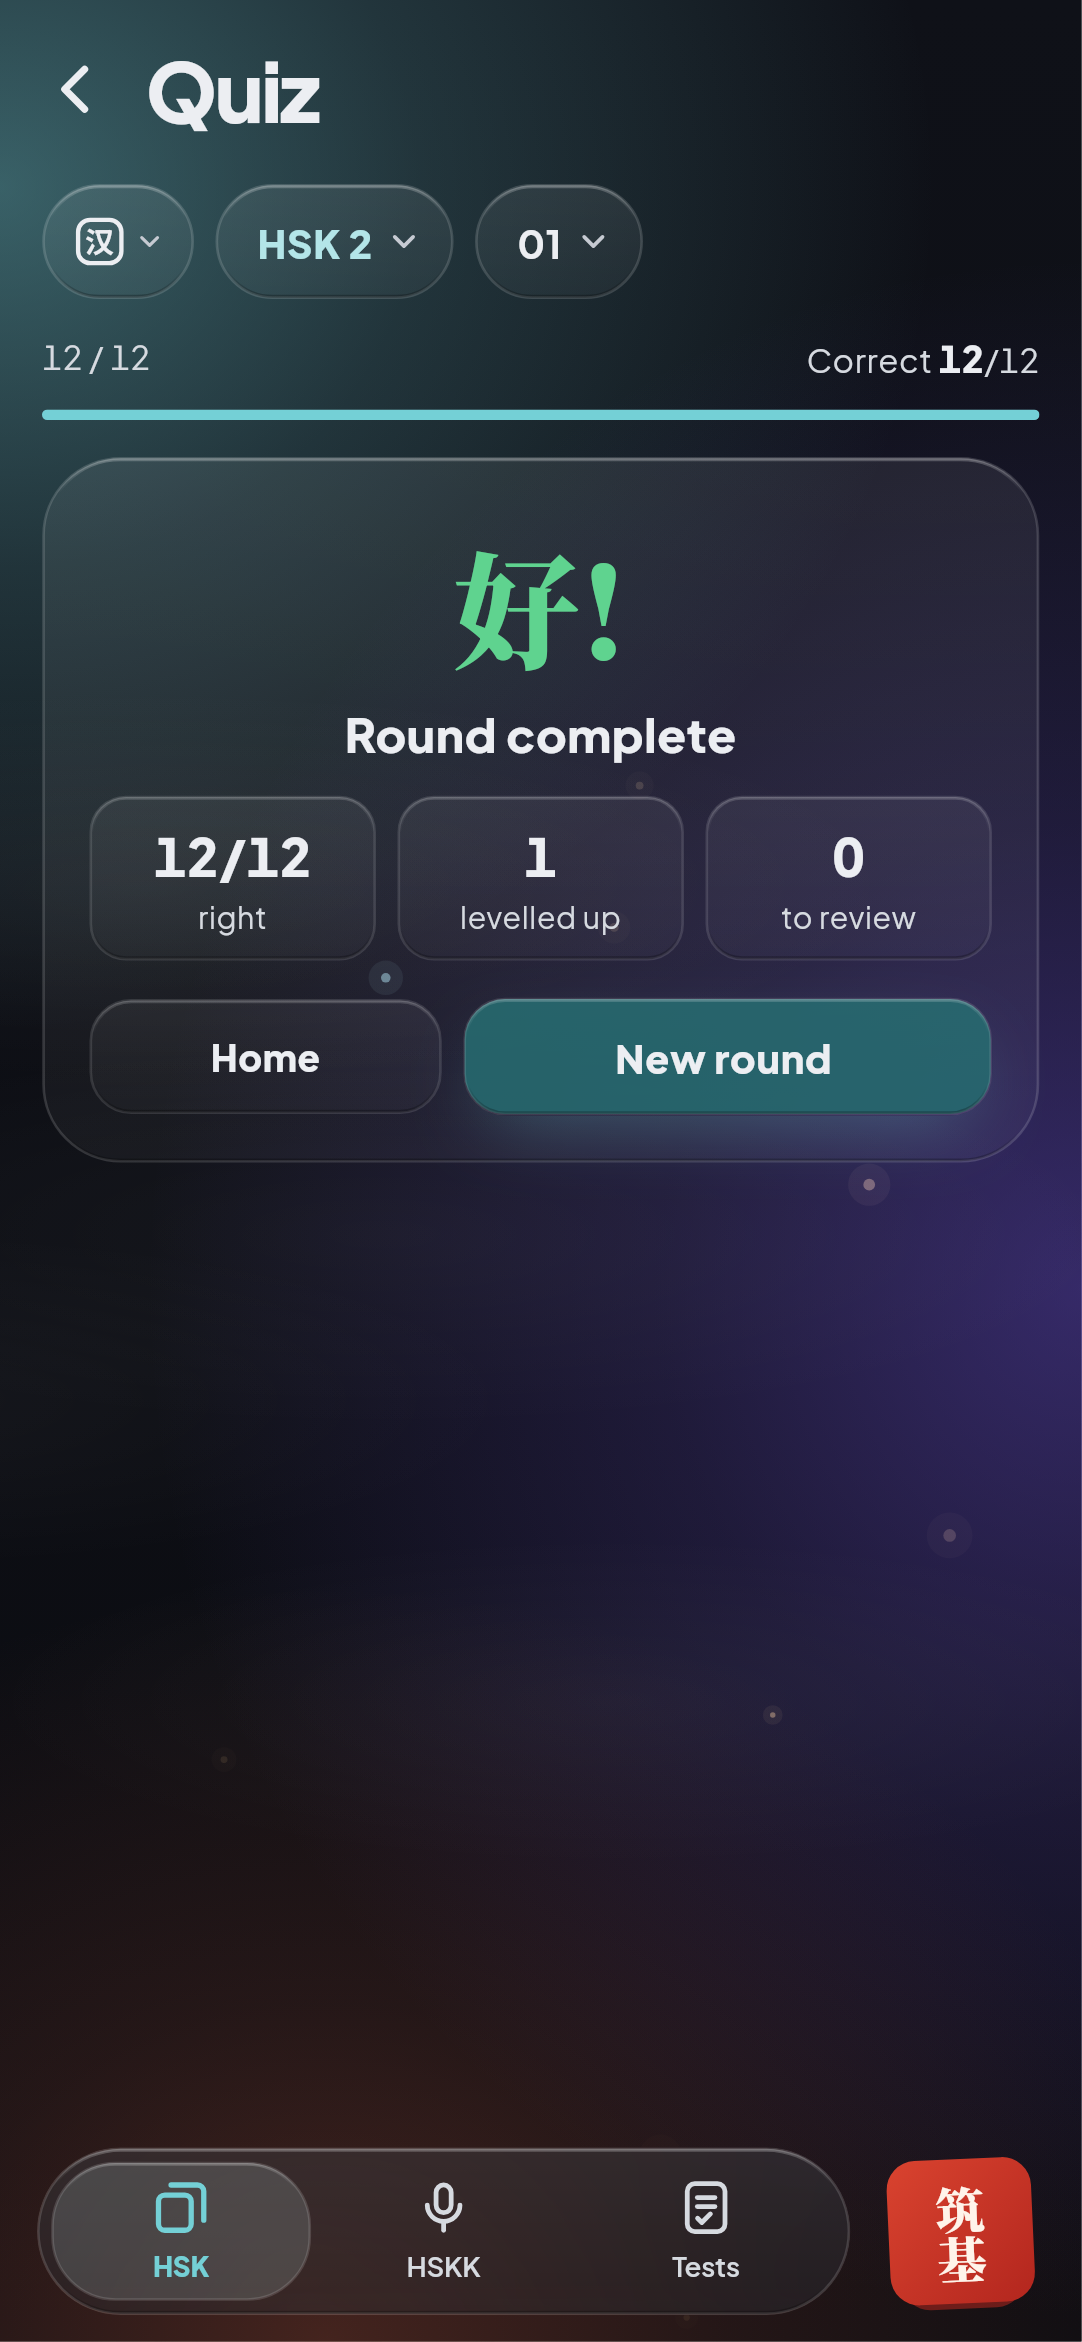 Quiz
汉 HSK 2 01
12 / 12 Correct 12/12
好!
Round complete
12/12 1 0
right levelled up to review
Home New round
HSK HSKK Tests
筑
基